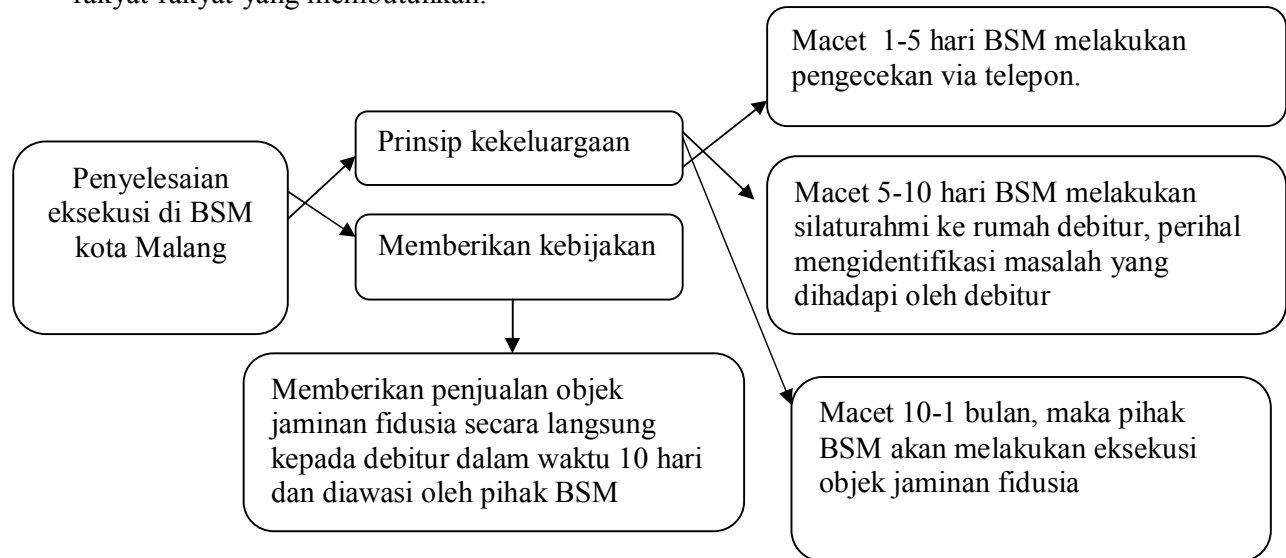 rakyat-rakyat yang membutuhkan.
Penyelesaian
eksekusi di BSM
kota Malang
Prinsip kekeluargaan
Memberikan kebijakan
Memberikan penjualan objek
jaminan fidusia secara langsung
kepada debitur dalam waktu 10 hari
dan diawasi oleh pihak BSM
Macet  1-5 hari BSM melakukan
pengecekan via telepon.
Macet 5-10 hari BSM melakukan
silaturahmi ke rumah debitur, perihal
mengidentifikasi masalah yang
dihadapi oleh debitur
Macet 10-1 bulan, maka pihak
BSM akan melakukan eksekusi
objek jaminan fidusia